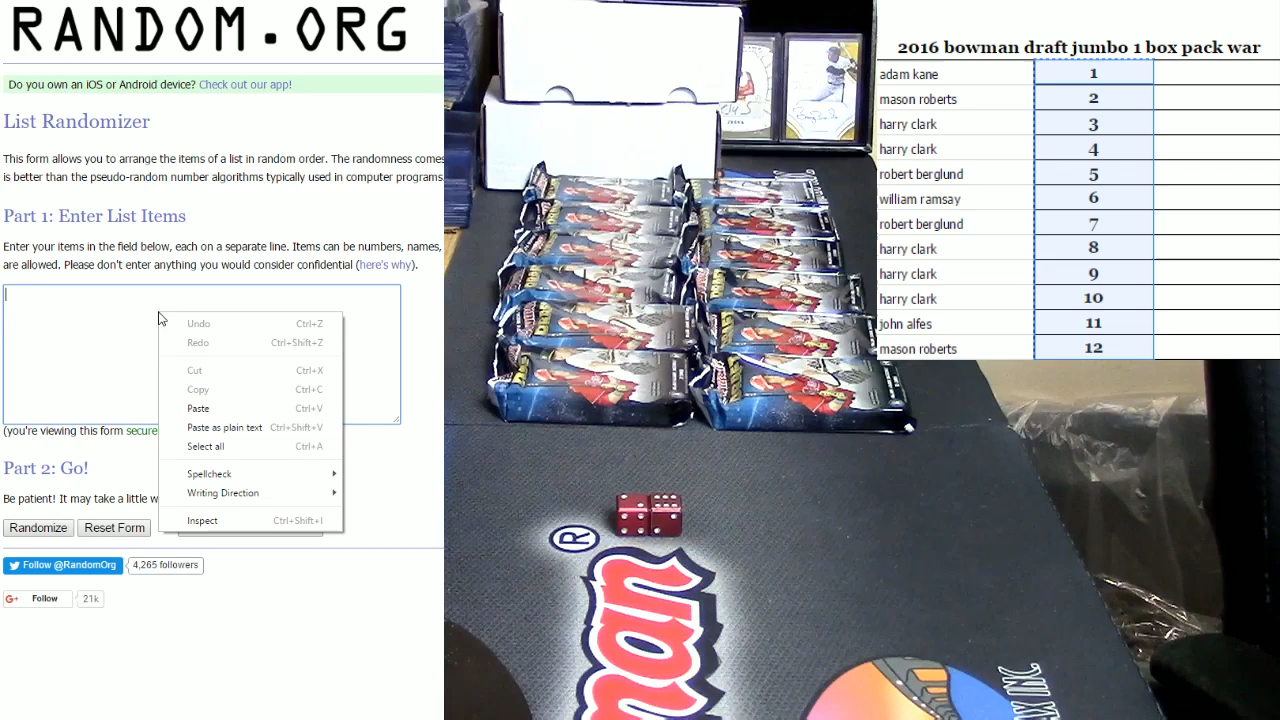 RANDOM.ORG
Do you own an iOS or Android device? Check out our app!
List Randomizer
This form allows you to arrange the items of a list in random order. The randomness comes
is better than the pseudo-random number algorithms typically used in computer programs
Part 1: Enter List Items
Enter your items in the field below, each on a separate line. Items can be numbers, names,
are allowed. Please don't enter anything you would consider confidential (here's why).
Undo Ctrl+Z
Redo Ctrl+Shift+Z
Cut Ctrl+X
Copy Ctrl+C
Paste Ctrl+V
Paste as plain text Ctrl+Shift+V
Select all Ctrl+A
Spellcheck
Writing Direction
Inspect Ctrl+Shift+I
(you're viewing this form secure
Part 2: Go!
Be patient! It may take a little w
Randomize Reset Form
Follow @RandomOrg 4,265 followers
G+ Follow 21k
2016 bowman draft jumbo 1 box pack war
adam kane 1
mason roberts 2
harry clark 3
harry clark 4
robert berglund 5
william ramsay 6
robert berglund 7
harry clark 8
harry clark 9
harry clark 10
john alfes 11
mason roberts 12
DRAFT
DRAFT
®
man
AX INC